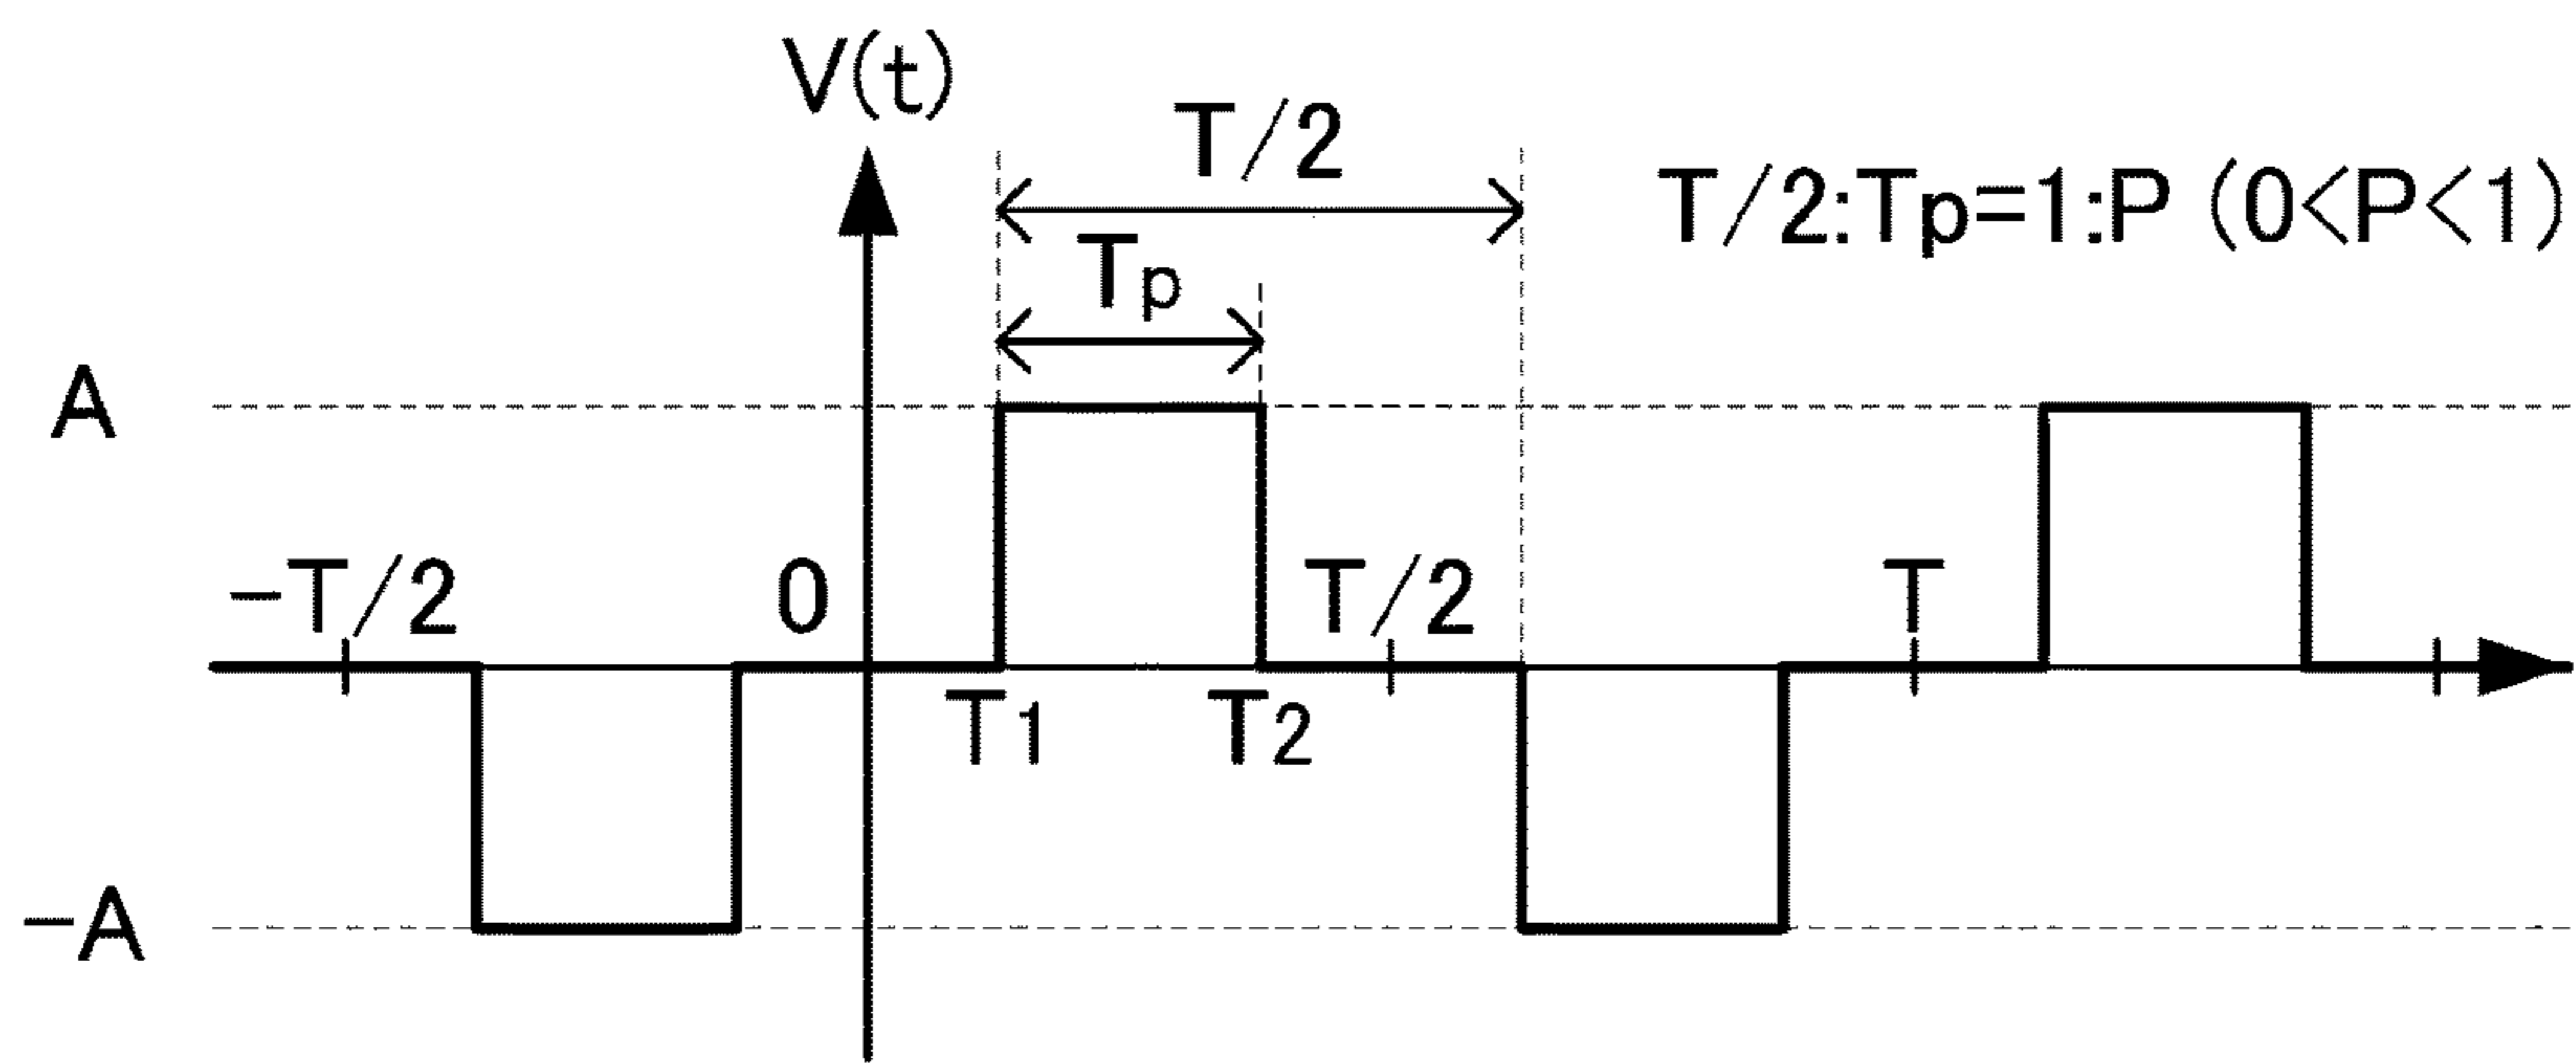 V(t)
T/2
T/2:Tp=1:P (0<P<1)
Tp
A
-T/2
0
T/2
T
T1
T2
-A